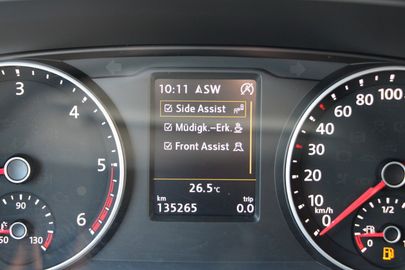 10:11 ASW
Side Assist
Müdigk.-Erk.
Front Assist
26.5°C
km trip
135265 0.0
3
4
5
6
50 90 130
0
10
20
30
40
60
80
100
km/h
1/2